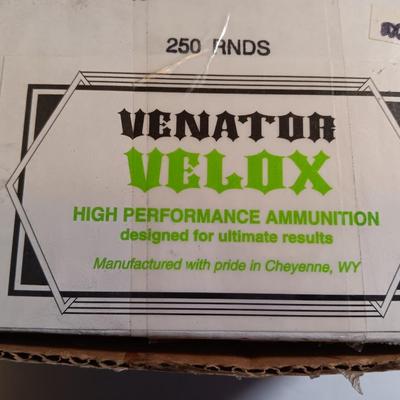 250 RNDS
VENATOR
VELOX
HIGH PERFORMANCE AMMUNITION
designed for ultimate results
Manufactured with pride in Cheyenne, WY